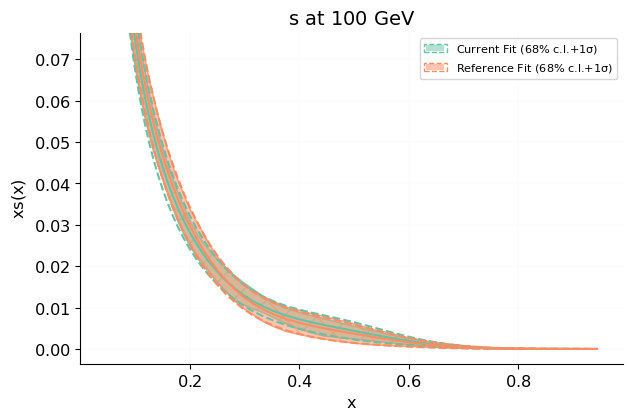 s at 100 GeV
Current Fit (68% c.l.+1σ)
Reference Fit (68% c.l.+1σ)
xs(x)
0.07
0.06
0.05
0.04
0.03
0.02
0.01
0.00
0.2 0.4 0.6 0.8
x